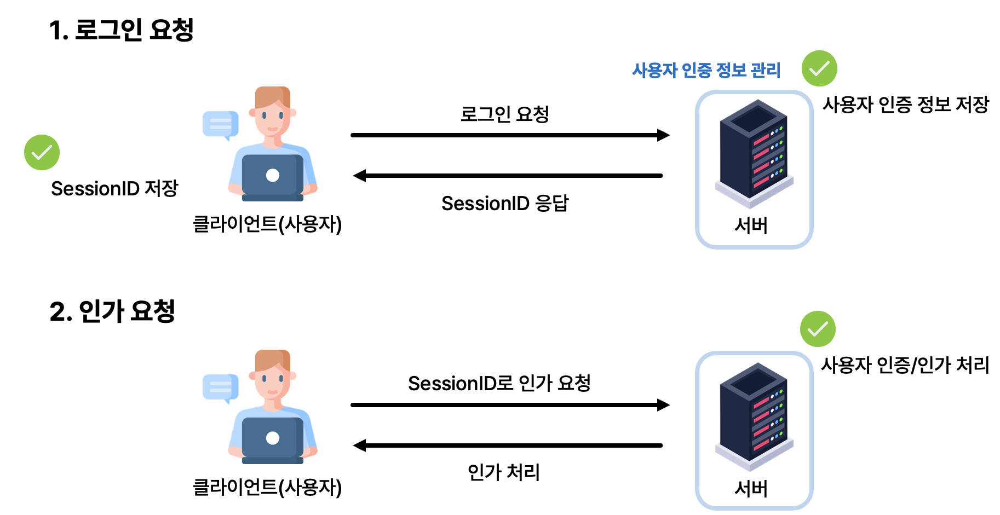 1. 로그인 요청
사용자 인증 정보 관리
사용자 인증 정보 저장
로그인 요청
SessionID 저장
SessionID 응답
클라이언트(사용자)
서버
2. 인가 요청
사용자 인증/인가 처리
SessionID로 인가 요청
인가 처리
클라이언트(사용자)
서버